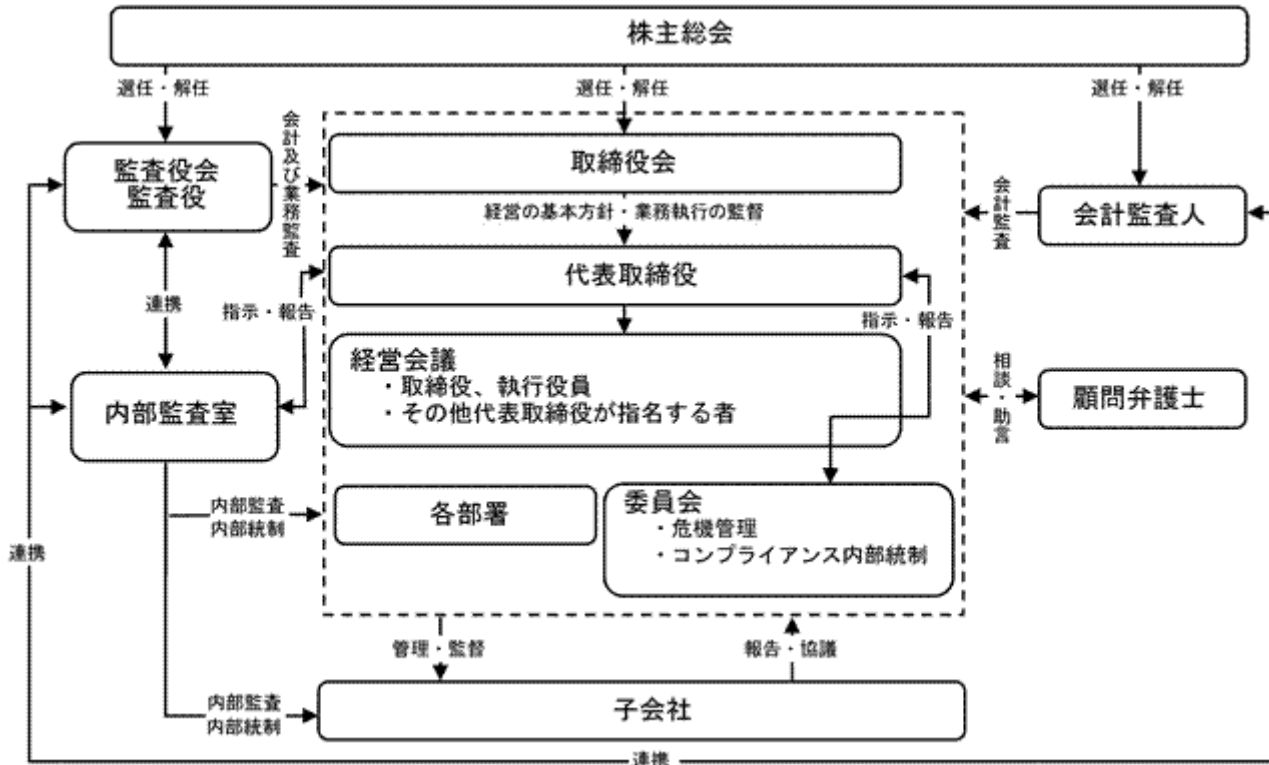 株主総会
選任・解任
選任・解任
選任・解任
監査役会
監査役
会計及び業務監査
取締役会
経営の基本方針・業務執行の監督
会計監査
会計監査人
代表取締役
連携
指示・報告
指示・報告
経営会議
・取締役、執行役員
・その他代表取締役が指名する者
相談・助言
顧問弁護士
内部監査室
内部監査
内部統制
各部署
委員会
・危機管理
・コンプライアンス内部統制
連携
管理・監督
報告・協議
内部監査
内部統制
子会社
連携